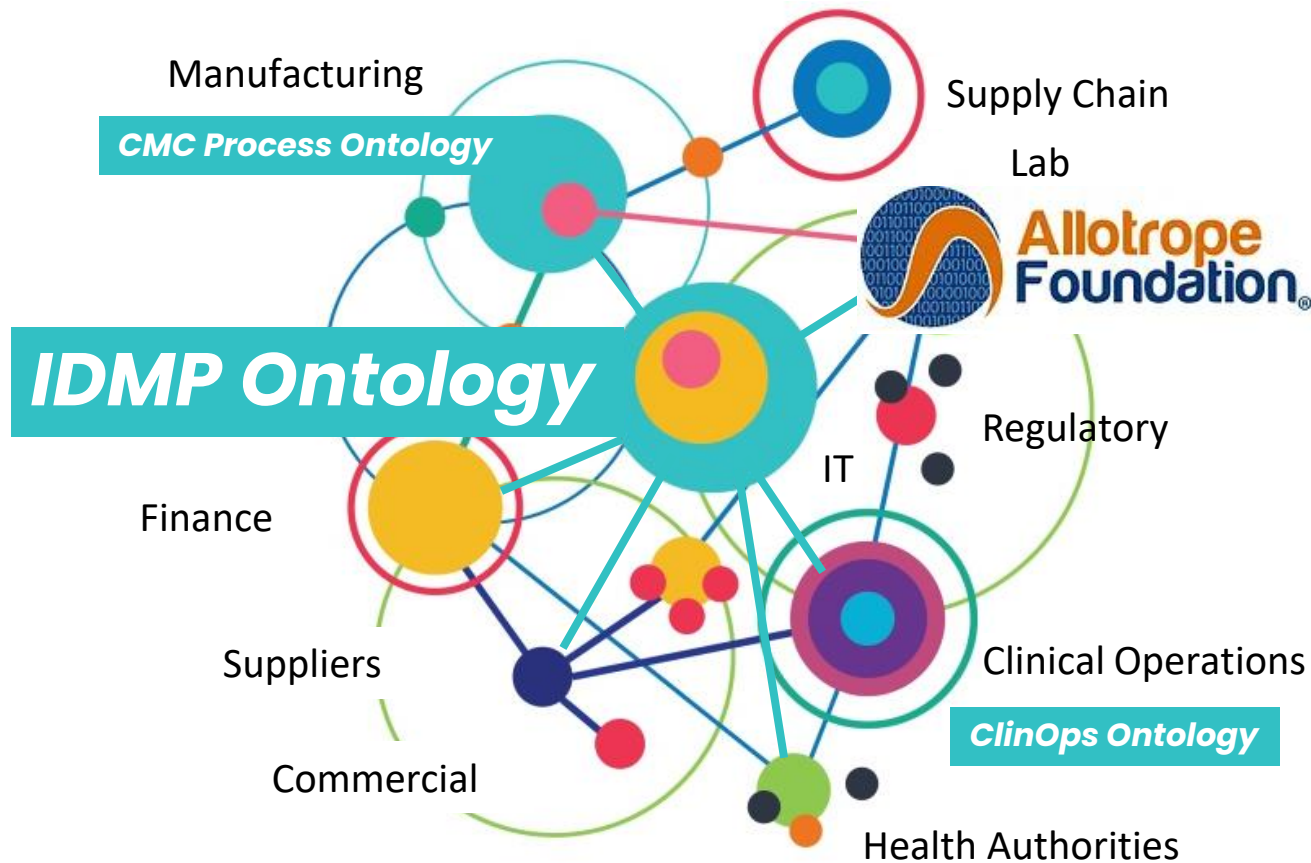 Manufacturing
CMC Process Ontology
Supply Chain
Lab
Allotrope
Foundation®
IDMP Ontology
Regulatory
IT
Finance
Suppliers
Clinical Operations
ClinOps Ontology
Commercial
Health Authorities